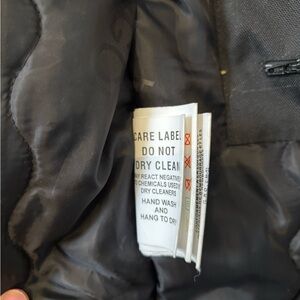 CARE LABEL
DO NOT
DRY CLEAN
MAY REACT NEGATIVE
TO CHEMICALS USED
DRY CLEANERS
HAND WASH
AND
HANG TO DRY